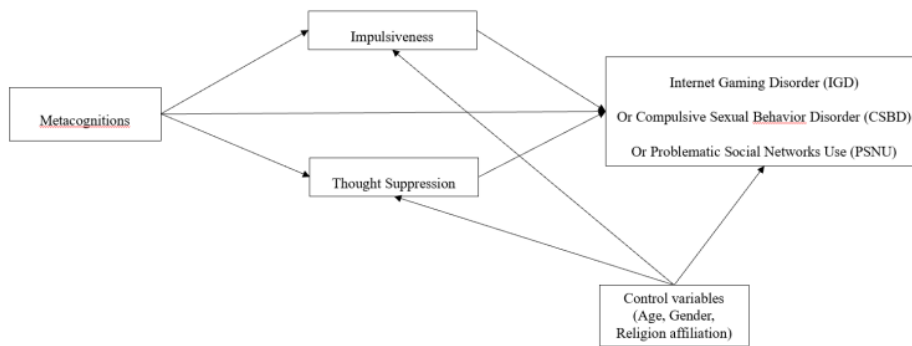 Impulsiveness
Metacognitions
Internet Gaming Disorder (IGD)
Or Compulsive Sexual Behavior Disorder (CSBD)
Or Problematic Social Networks Use (PSNU)
Thought Suppression
Control variables
(Age, Gender,
Religion affiliation)